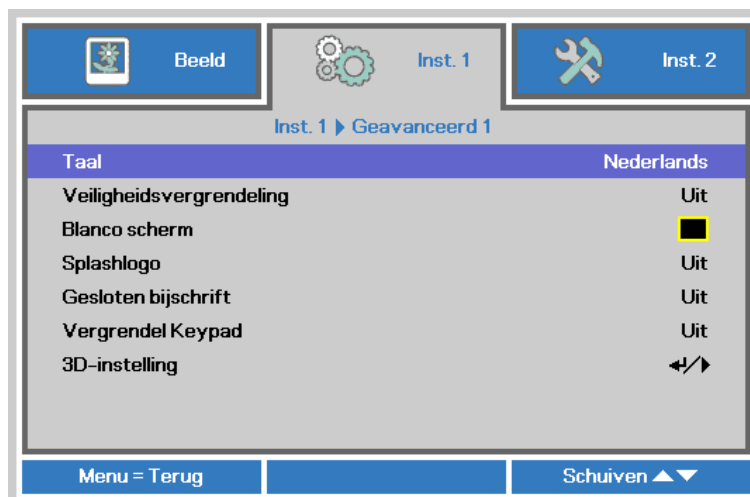 Beeld
Inst. 1
Inst. 2
Inst. 1 Geavanceerd 1
Taal Nederlands
Veiligheidsvergrendeling Uit
Blanco scherm
Splashlogo Uit
Gesloten bijschrift Uit
Vergrendel Keypad Uit
3D-instelling ↵/▶
Menu = Terug
Schuiven ▲▼